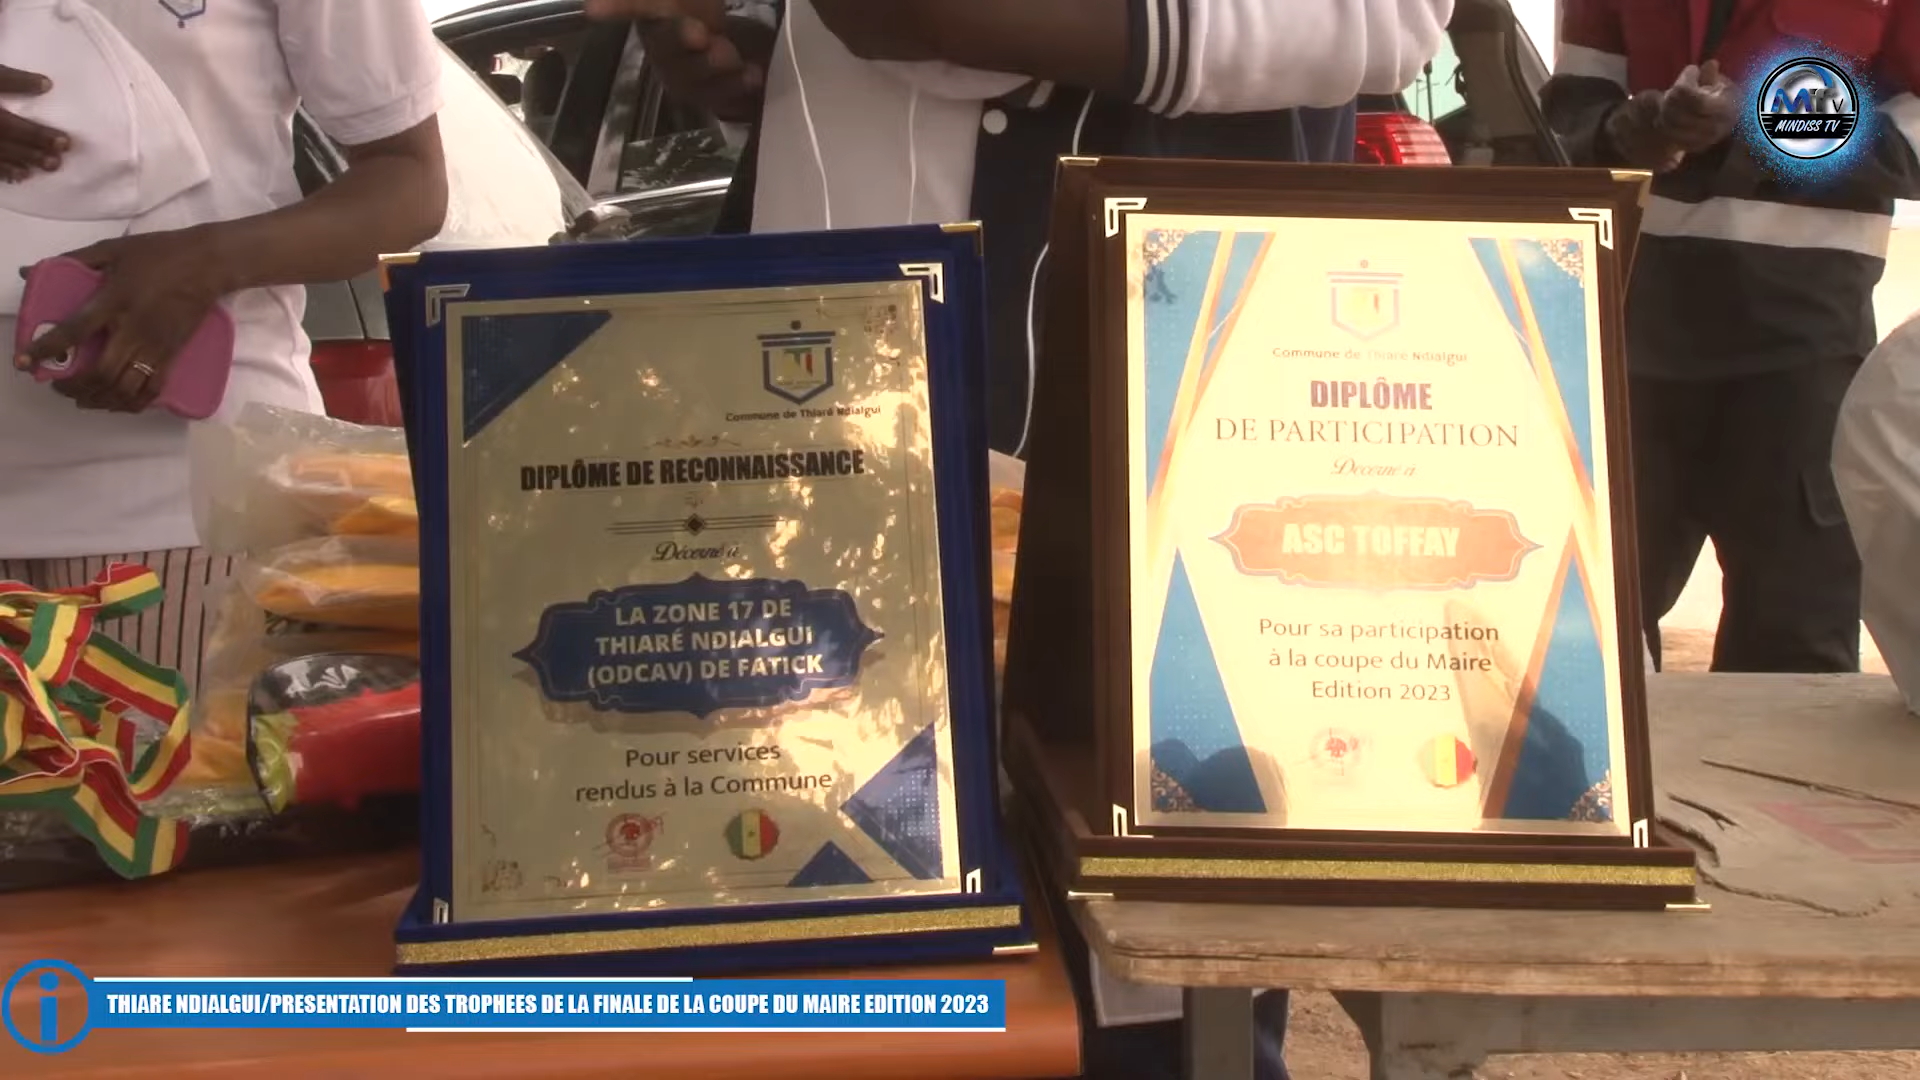 MTV
MINDISS TV
Commune de Thiaré Ndialgui
DIPLÔME DE RECONNAISSANCE
Décerné à
LA ZONE 17 DE
THIARÉ NDIALGUI
(ODCAV) DE FATICK
Pour services
rendus à la Commune
Commune de Thiaré Ndialgui
DIPLÔME
DE PARTICIPATION
Décerné à
ASC TOFFAY
Pour sa participation
à la coupe du Maire
Edition 2023
THIARE NDIALGUI/PRESENTATION DES TROPHEES DE LA FINALE DE LA COUPE DU MAIRE EDITION 2023